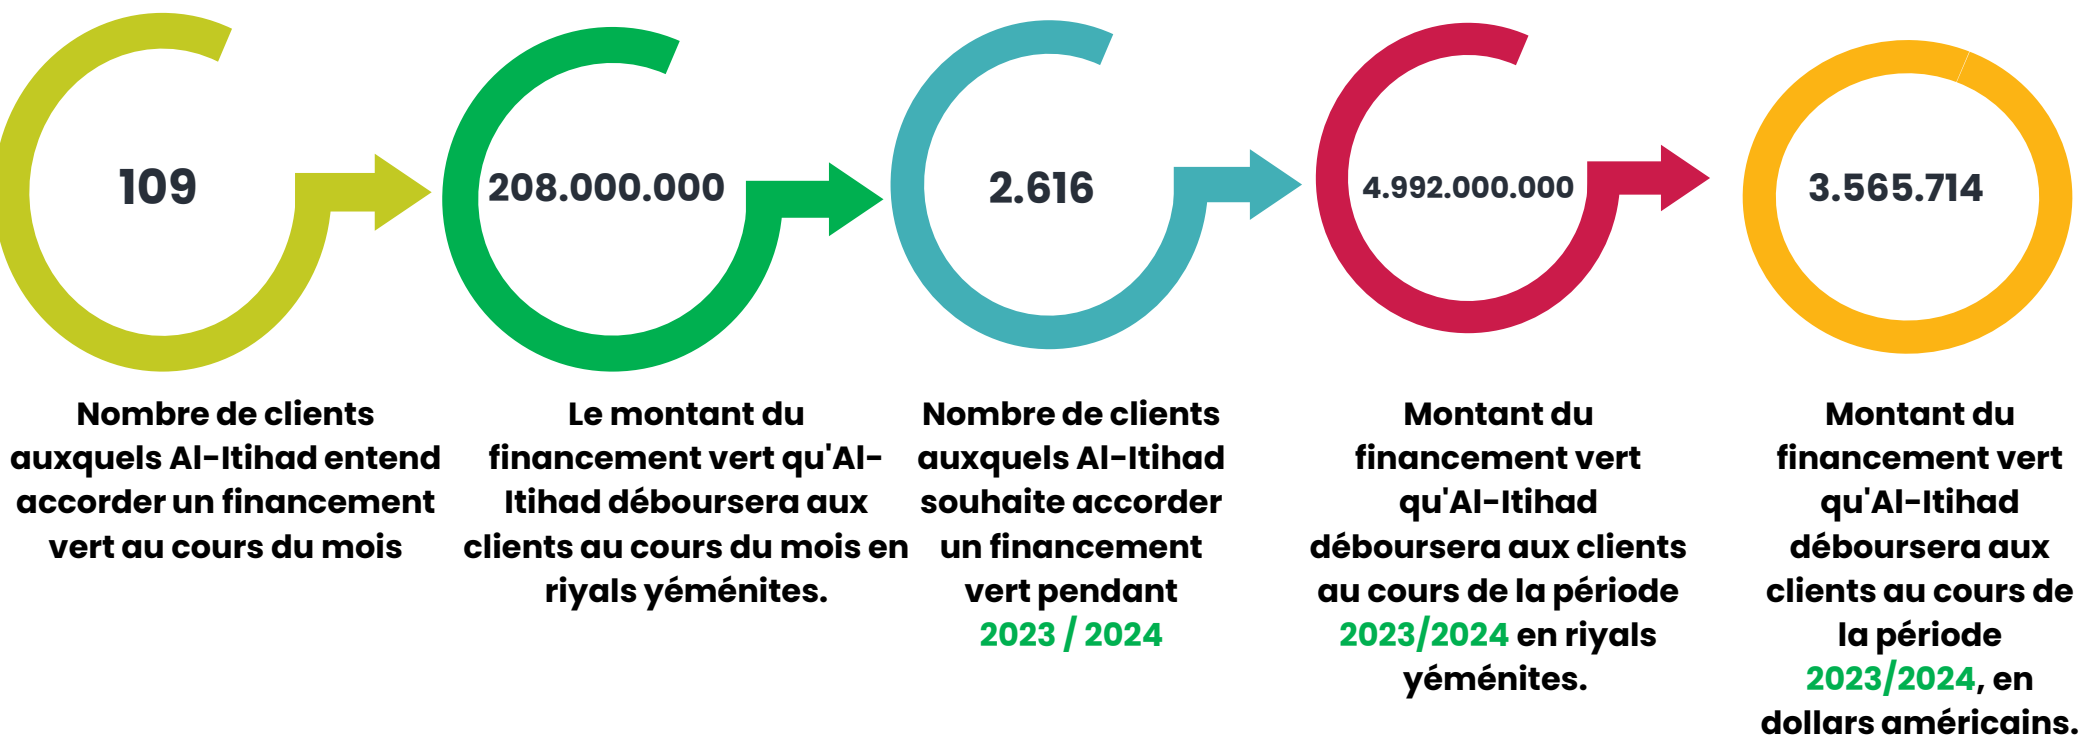 109
Nombre de clients
auxquels Al-Itihad entend
accorder un financement
vert au cours du mois
208.000.000
Le montant du
financement vert qu'Al-
Itihad déboursera aux
clients au cours du mois en
riyals yéménites.
2.616
Nombre de clients
auxquels Al-Itihad
souhaite accorder
un financement
vert pendant
2023 / 2024
4.992.000.000
Montant du
financement vert
qu'Al-Itihad
déboursera aux clients
au cours de la période
2023/2024 en riyals
yéménites.
3.565.714
Montant du
financement vert
qu'Al-Itihad
déboursera aux
clients au cours de
la période
2023/2024, en
dollars américains.